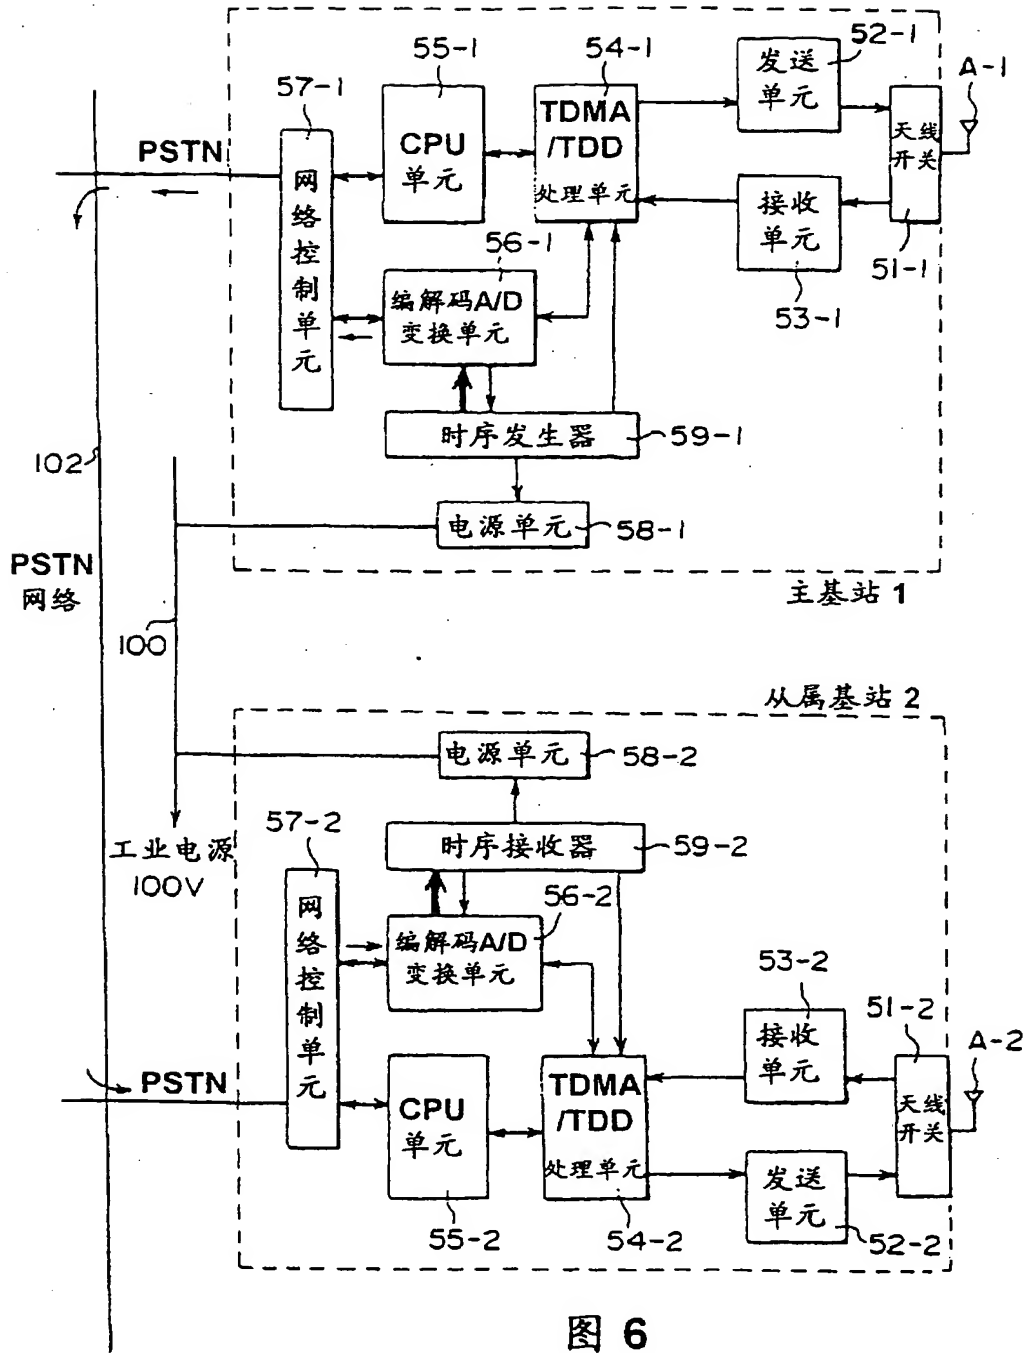 52-1
55-1
54-1
A-1
57-1
发送
单元
TDMA
/TDD
处理单元
CPU
单元
天线
开关
PSTN
网络控制单元
接收
单元
56-1
51-1
53-1
编解码A/D
变换单元
时序发生器
59-1
102
电源单元
58-1
PSTN
网络
主基站 1
100
从属基站 2
电源单元
58-2
57-2
工业电源
100V
时序接收器
59-2
56-2
网络控制单元
编解码A/D
变换单元
53-2
51-2
接收
单元
A-2
PSTN
CPU
单元
TDMA
/TDD
处理单元
天线
开关
发送
单元
55-2
54-2
52-2
图 6